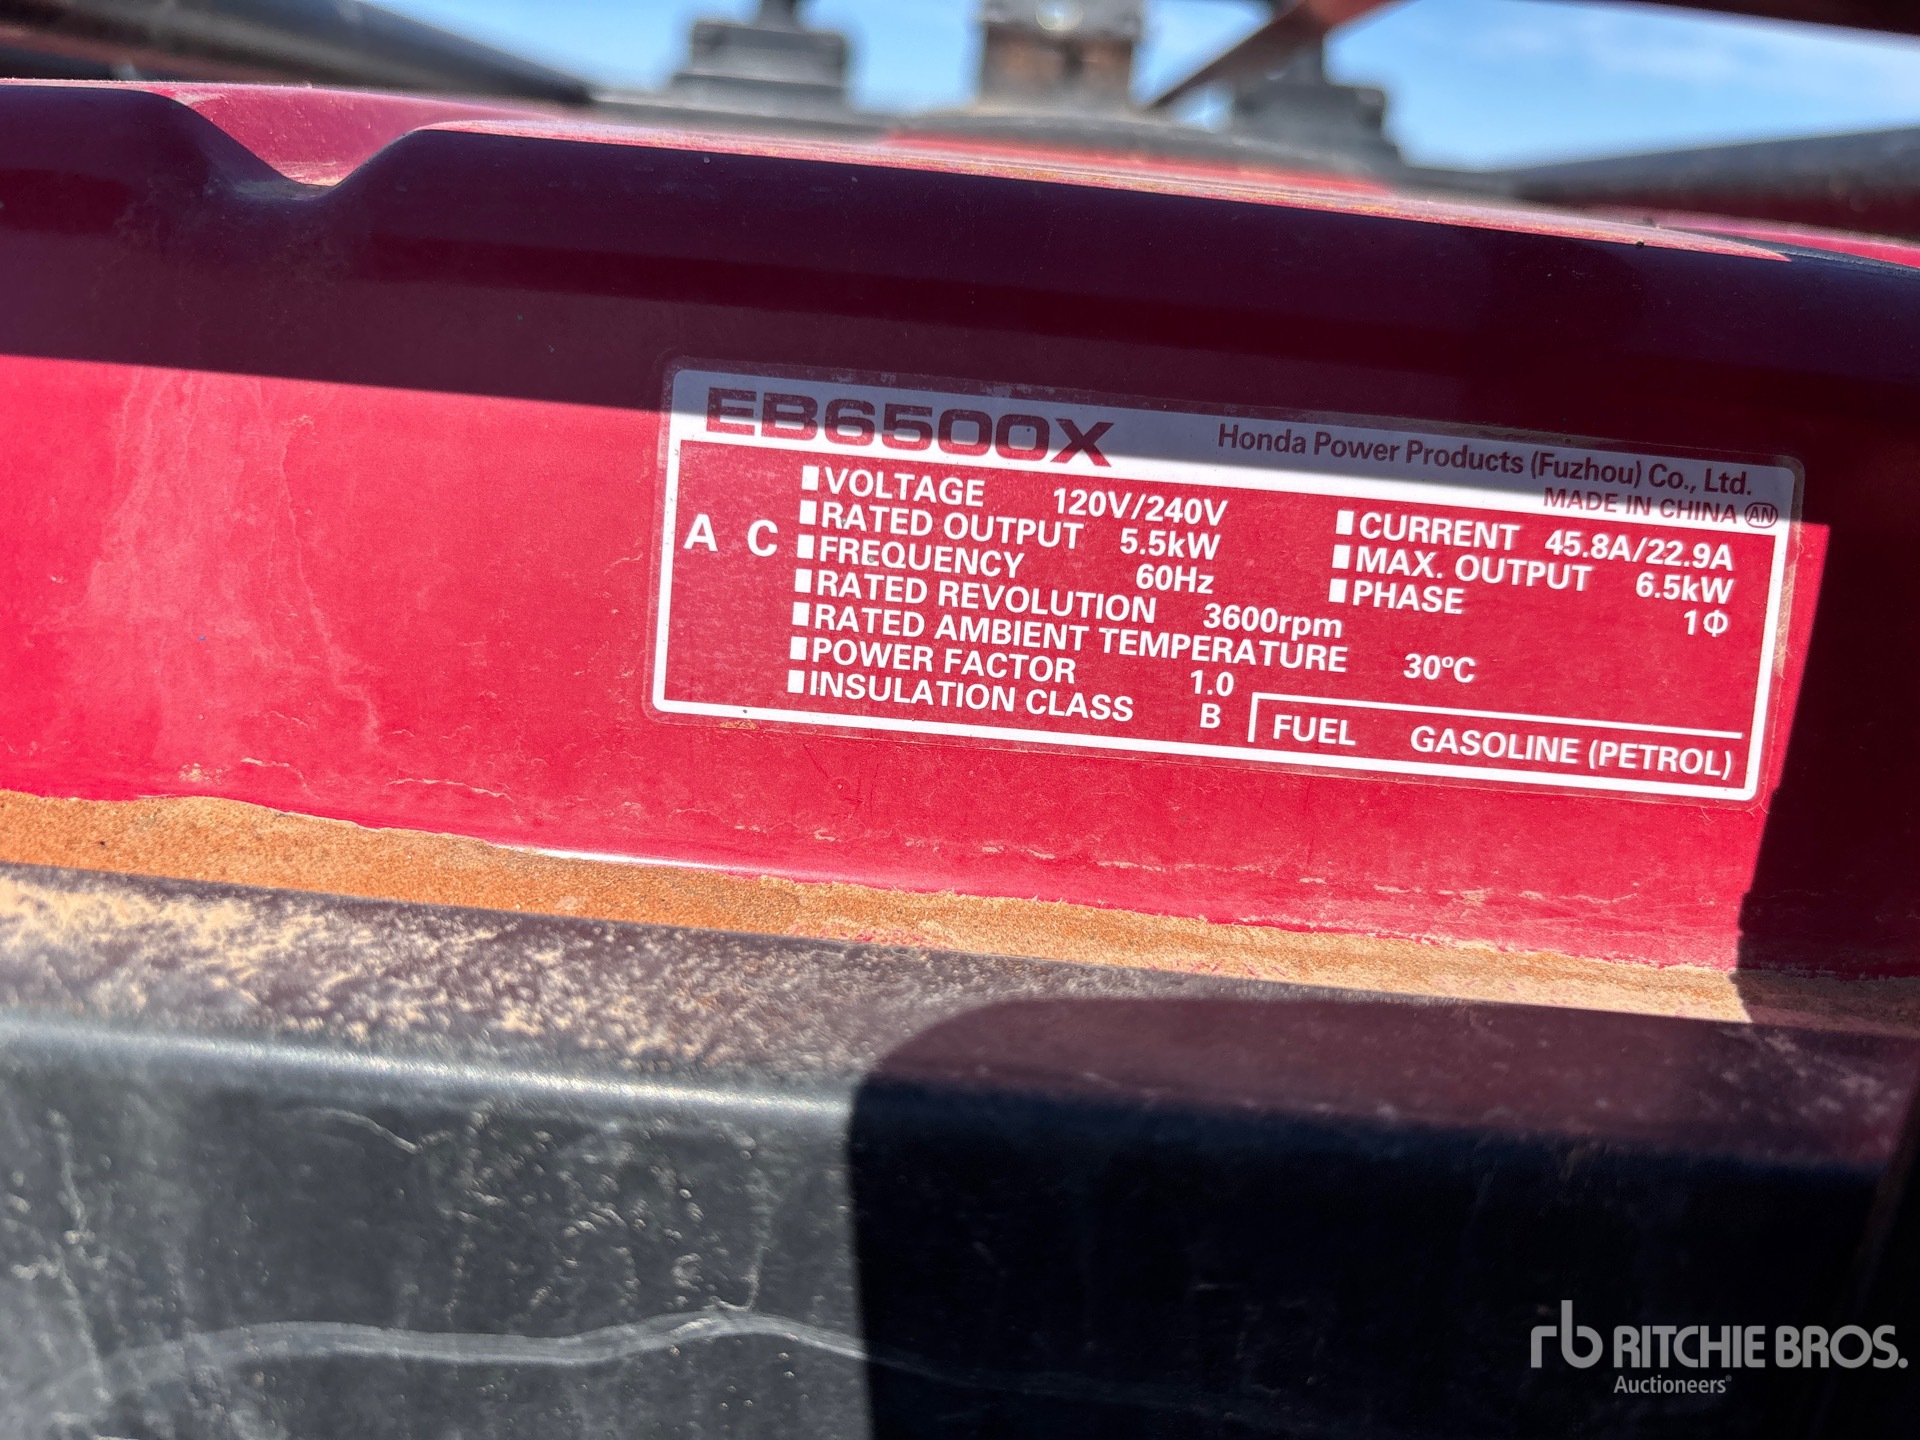 EB6500X Honda Power Products (Fuzhou) Co., Ltd.
MADE IN CHINA AN
A C
VOLTAGE 120V/240V CURRENT 45.8A/22.9A
RATED OUTPUT 5.5kW MAX. OUTPUT 6.5kW
FREQUENCY 60Hz PHASE 1Φ
RATED REVOLUTION 3600rpm
RATED AMBIENT TEMPERATURE 30ºC
POWER FACTOR 1.0
INSULATION CLASS B
FUEL GASOLINE (PETROL)
rb RITCHIE BROS.
Auctioneers